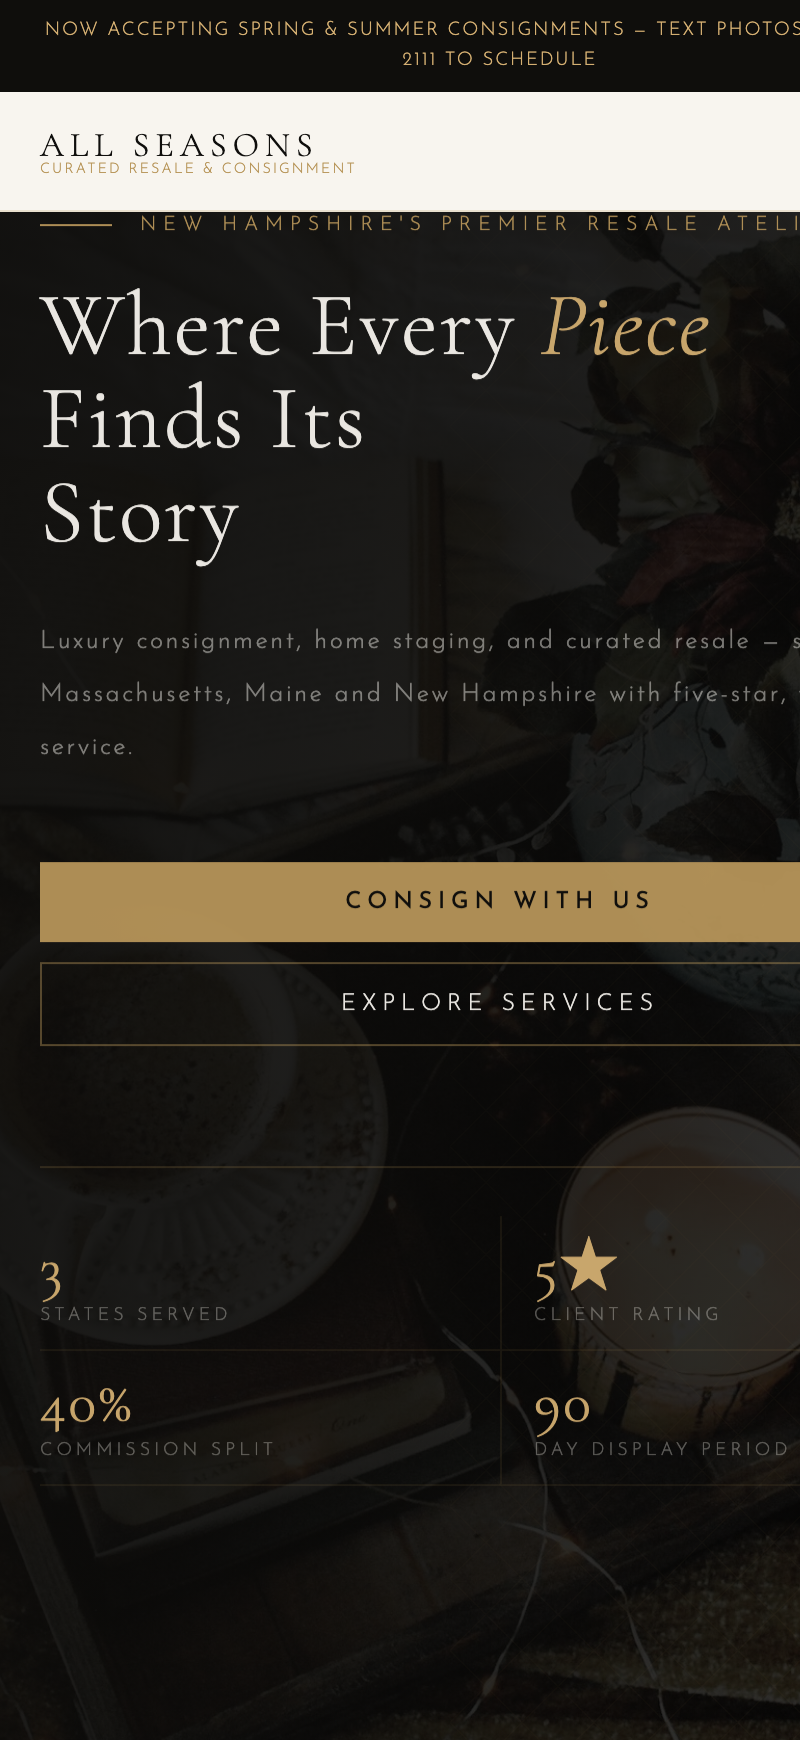 NOW ACCEPTING SPRING & SUMMER CONSIGNMENTS — TEXT PHOTOS
2111 TO SCHEDULE
ALL SEASONS
CURATED RESALE & CONSIGNMENT
NEW HAMPSHIRE'S PREMIER RESALE ATELI
Where Every Piece
Finds Its
Story
Luxury consignment, home staging, and curated resale — s
Massachusetts, Maine and New Hampshire with five-star,
service.
CONSIGN WITH US
EXPLORE SERVICES
3
STATES SERVED
5★
CLIENT RATING
40%
COMMISSION SPLIT
90
DAY DISPLAY PERIOD